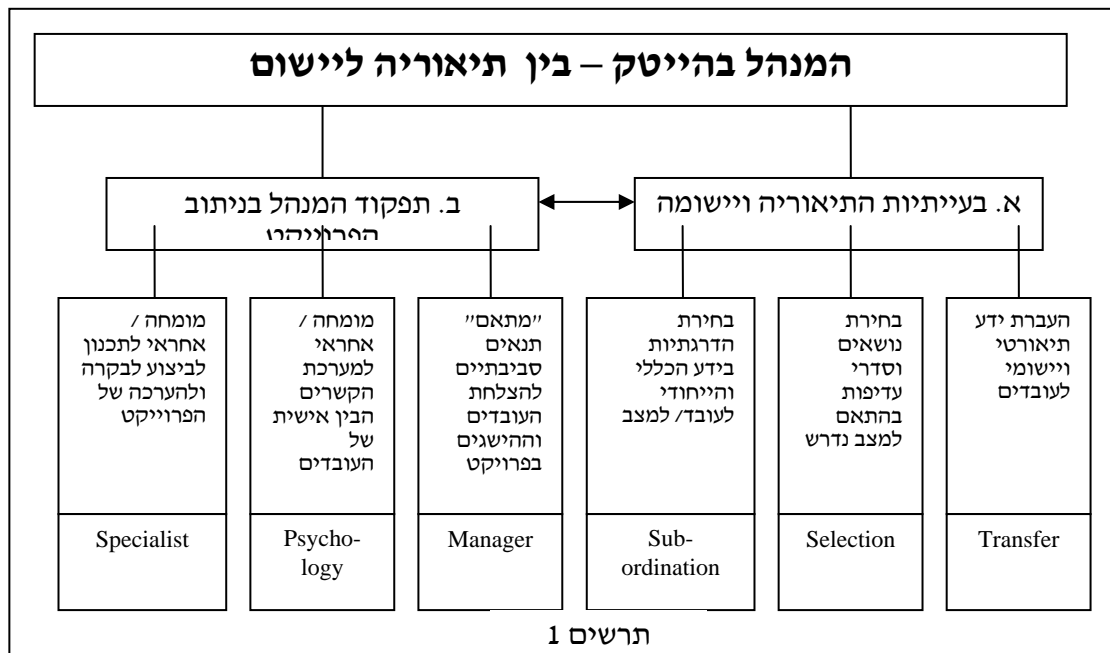 המנהל בהייטק – בין תיאוריה ליישום
א. בעייתיות התיאוריה ויישומה
ב. תפקוד המנהל בניתוב
הפרוייקט
העברת ידע
תיאורטי
ויישומי
לעובדים
Transfer
בחירת
נושאים
וסדרי
עדיפות
בהתאם
למצב נדרש
Selection
בחירת
הדרגתיות
בידע הכללי
והייחודי
לעובד/ למצב
Sub-
ordination
"מתאם"
תנאים
סביבתיים
להצלחת
העובדים
וההישגים
בפרויקט
Manager
מומחה /
אחראי
למערכת
הקשרים
הבין אישית
של
העובדים
Psycho-
logy
מומחה /
אחראי לתכנון
לביצוע לבקרה
ולהערכה של
הפרוייקט
Specialist
תרשים 1